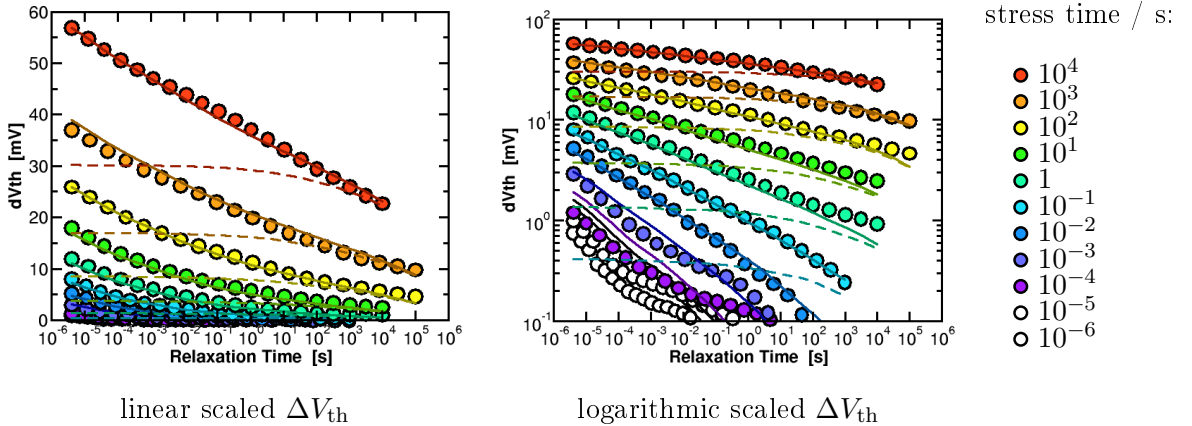 60
50
40
30
20
10
0
dVth [mV]
10^-6 10^-5 10^-4 10^-3 10^-2 10^-1 10^0 10^1 10^2 10^3 10^4 10^5 10^6
Relaxation Time [s]
linear scaled ΔV_th
10^2
10^1
10^0
10^-1
dVth [mV]
10^-6 10^-5 10^-4 10^-3 10^-2 10^-1 10^0 10^1 10^2 10^3 10^4 10^5 10^6
Relaxation Time [s]
logarithmic scaled ΔV_th
stress time / s:
10^4
10^3
10^2
10^1
1
10^-1
10^-2
10^-3
10^-4
10^-5
10^-6